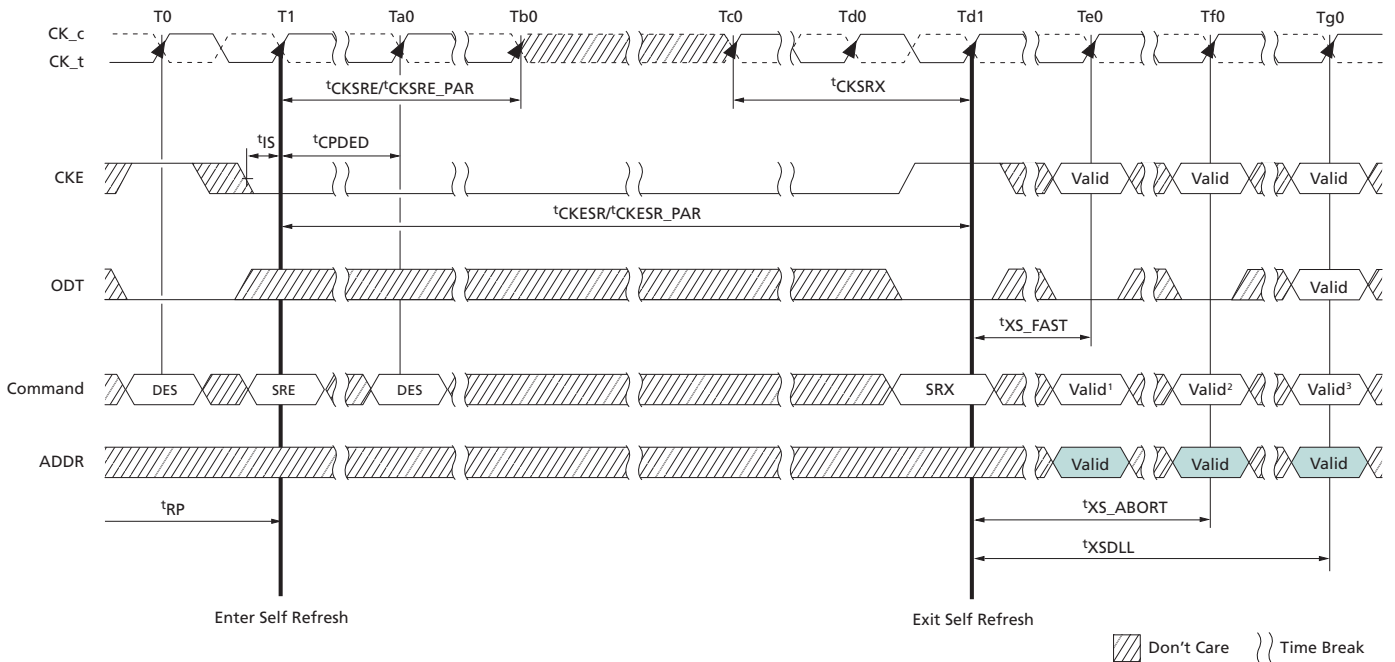 T0 T1 Ta0 Tb0 Tc0 Td0 Td1 Te0 Tf0 Tg0
CK_c
CK_t
tCKSRE/tCKSRE_PAR tCKSRX
tIS tCPDED
CKE Valid Valid Valid
tCKESR/tCKESR_PAR
ODT Valid
tXS_FAST
Command DES SRE DES SRX Valid1 Valid2 Valid3
ADDR Valid Valid Valid
tRP tXS_ABORT
tXSDLL
Enter Self Refresh Exit Self Refresh
Don't Care Time Break